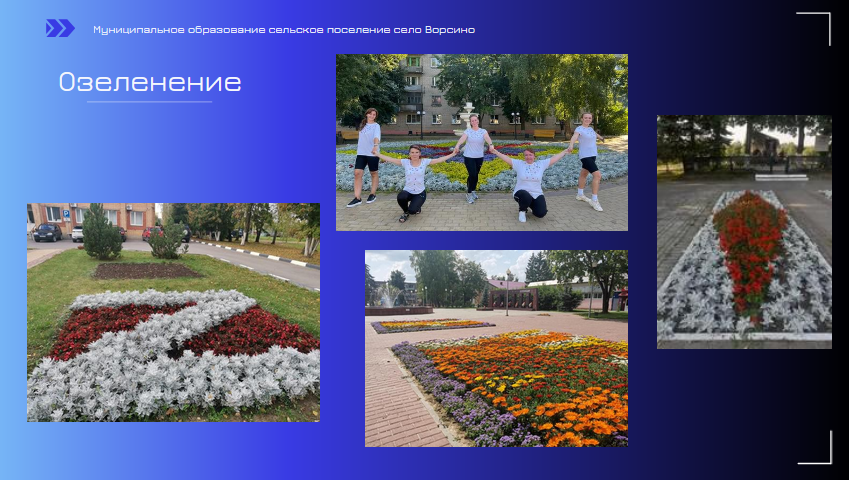 Муниципальное образование сельское поселение село Ворсино
Озеленение